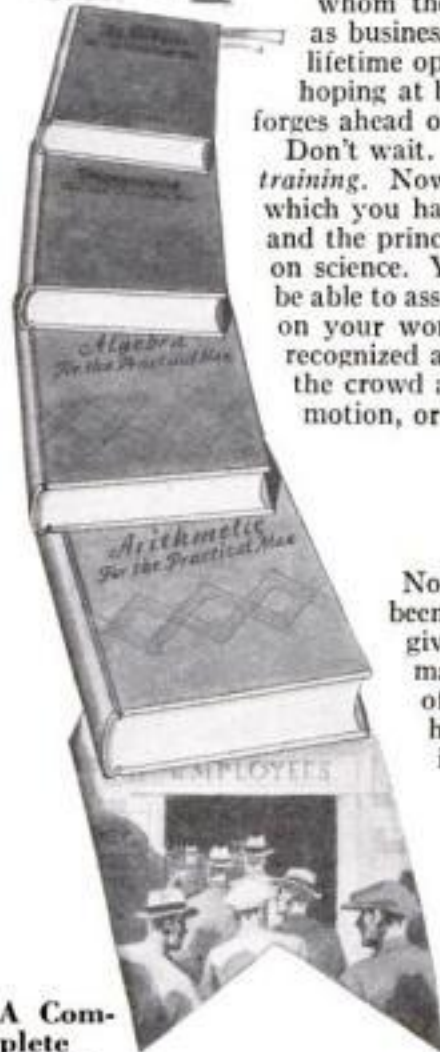 whom the
as busines
lifetime op
hoping at b
forges ahead o
Don't wait.
training. Now
which you ha
and the princ
on science. Y
be able to ass
on your wor
recognized a
the crowd a
motion, or
Algebra
For the Practical Man
Arithmetic
For the Practical Man
No
been
giv
ma
of
h
EMPLOYEES
A Com-
plete